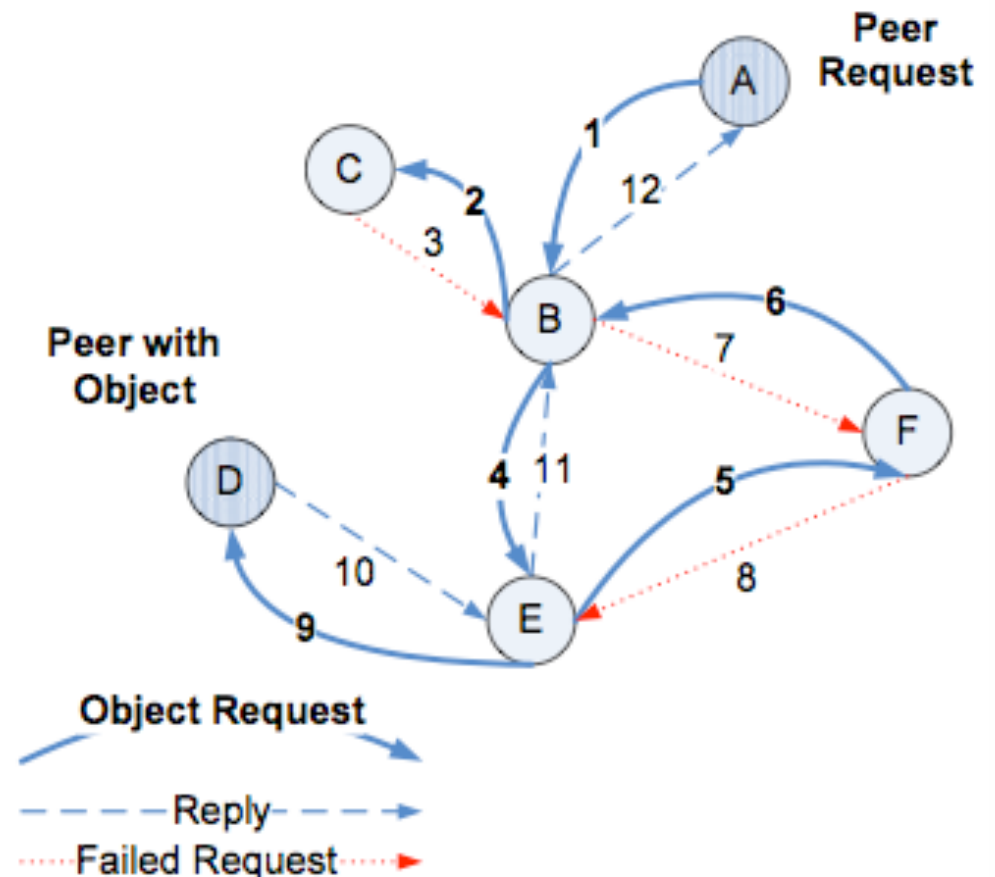 Peer
Request
A
1
C
2
12
3
B
6
7
Peer with
Object
F
D
4
11
5
10
8
E
9
Object Request
Reply
Failed Request